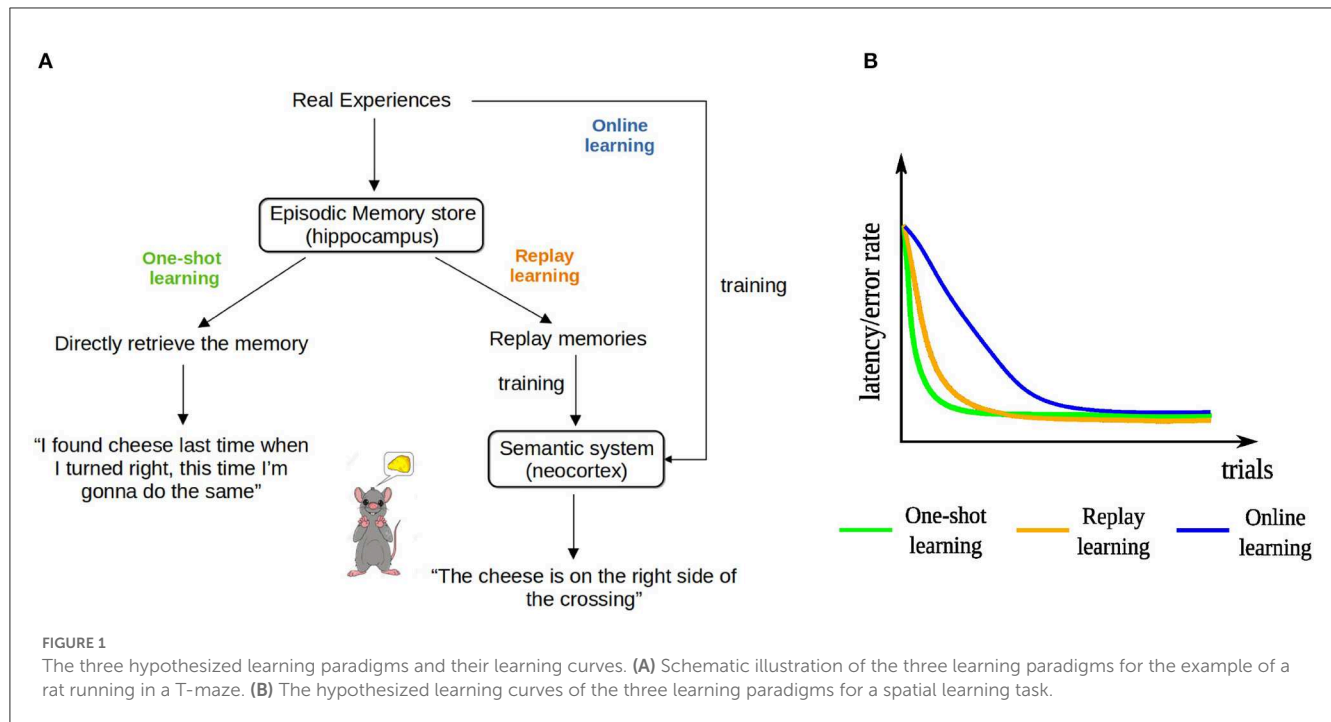 A
Real Experiences
Online
learning
Episodic Memory store
(hippocampus)
One-shot
learning
Replay
learning
training
Directly retrieve the memory
Replay memories
training
“I found cheese last time when
I turned right, this time I’m
gonna do the same”
Semantic system
(neocortex)
“The cheese is on the right side of
the crossing”
B
latency/error rate
trials
One-shot
learning
Replay
learning
Online
learning
FIGURE 1
The three hypothesized learning paradigms and their learning curves. (A) Schematic illustration of the three learning paradigms for the example of a
rat running in a T-maze. (B) The hypothesized learning curves of the three learning paradigms for a spatial learning task.